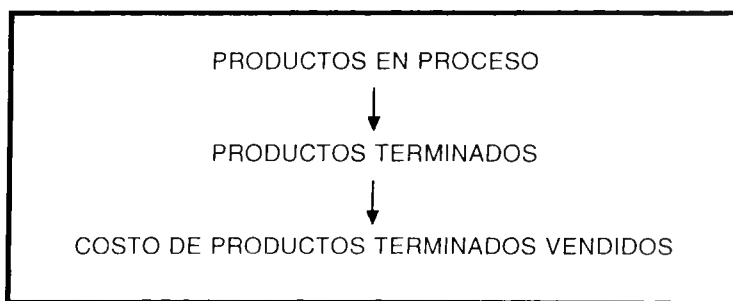 PRODUCTOS EN PROCESO
PRODUCTOS TERMINADOS
COSTO DE PRODUCTOS TERMINADOS VENDIDOS